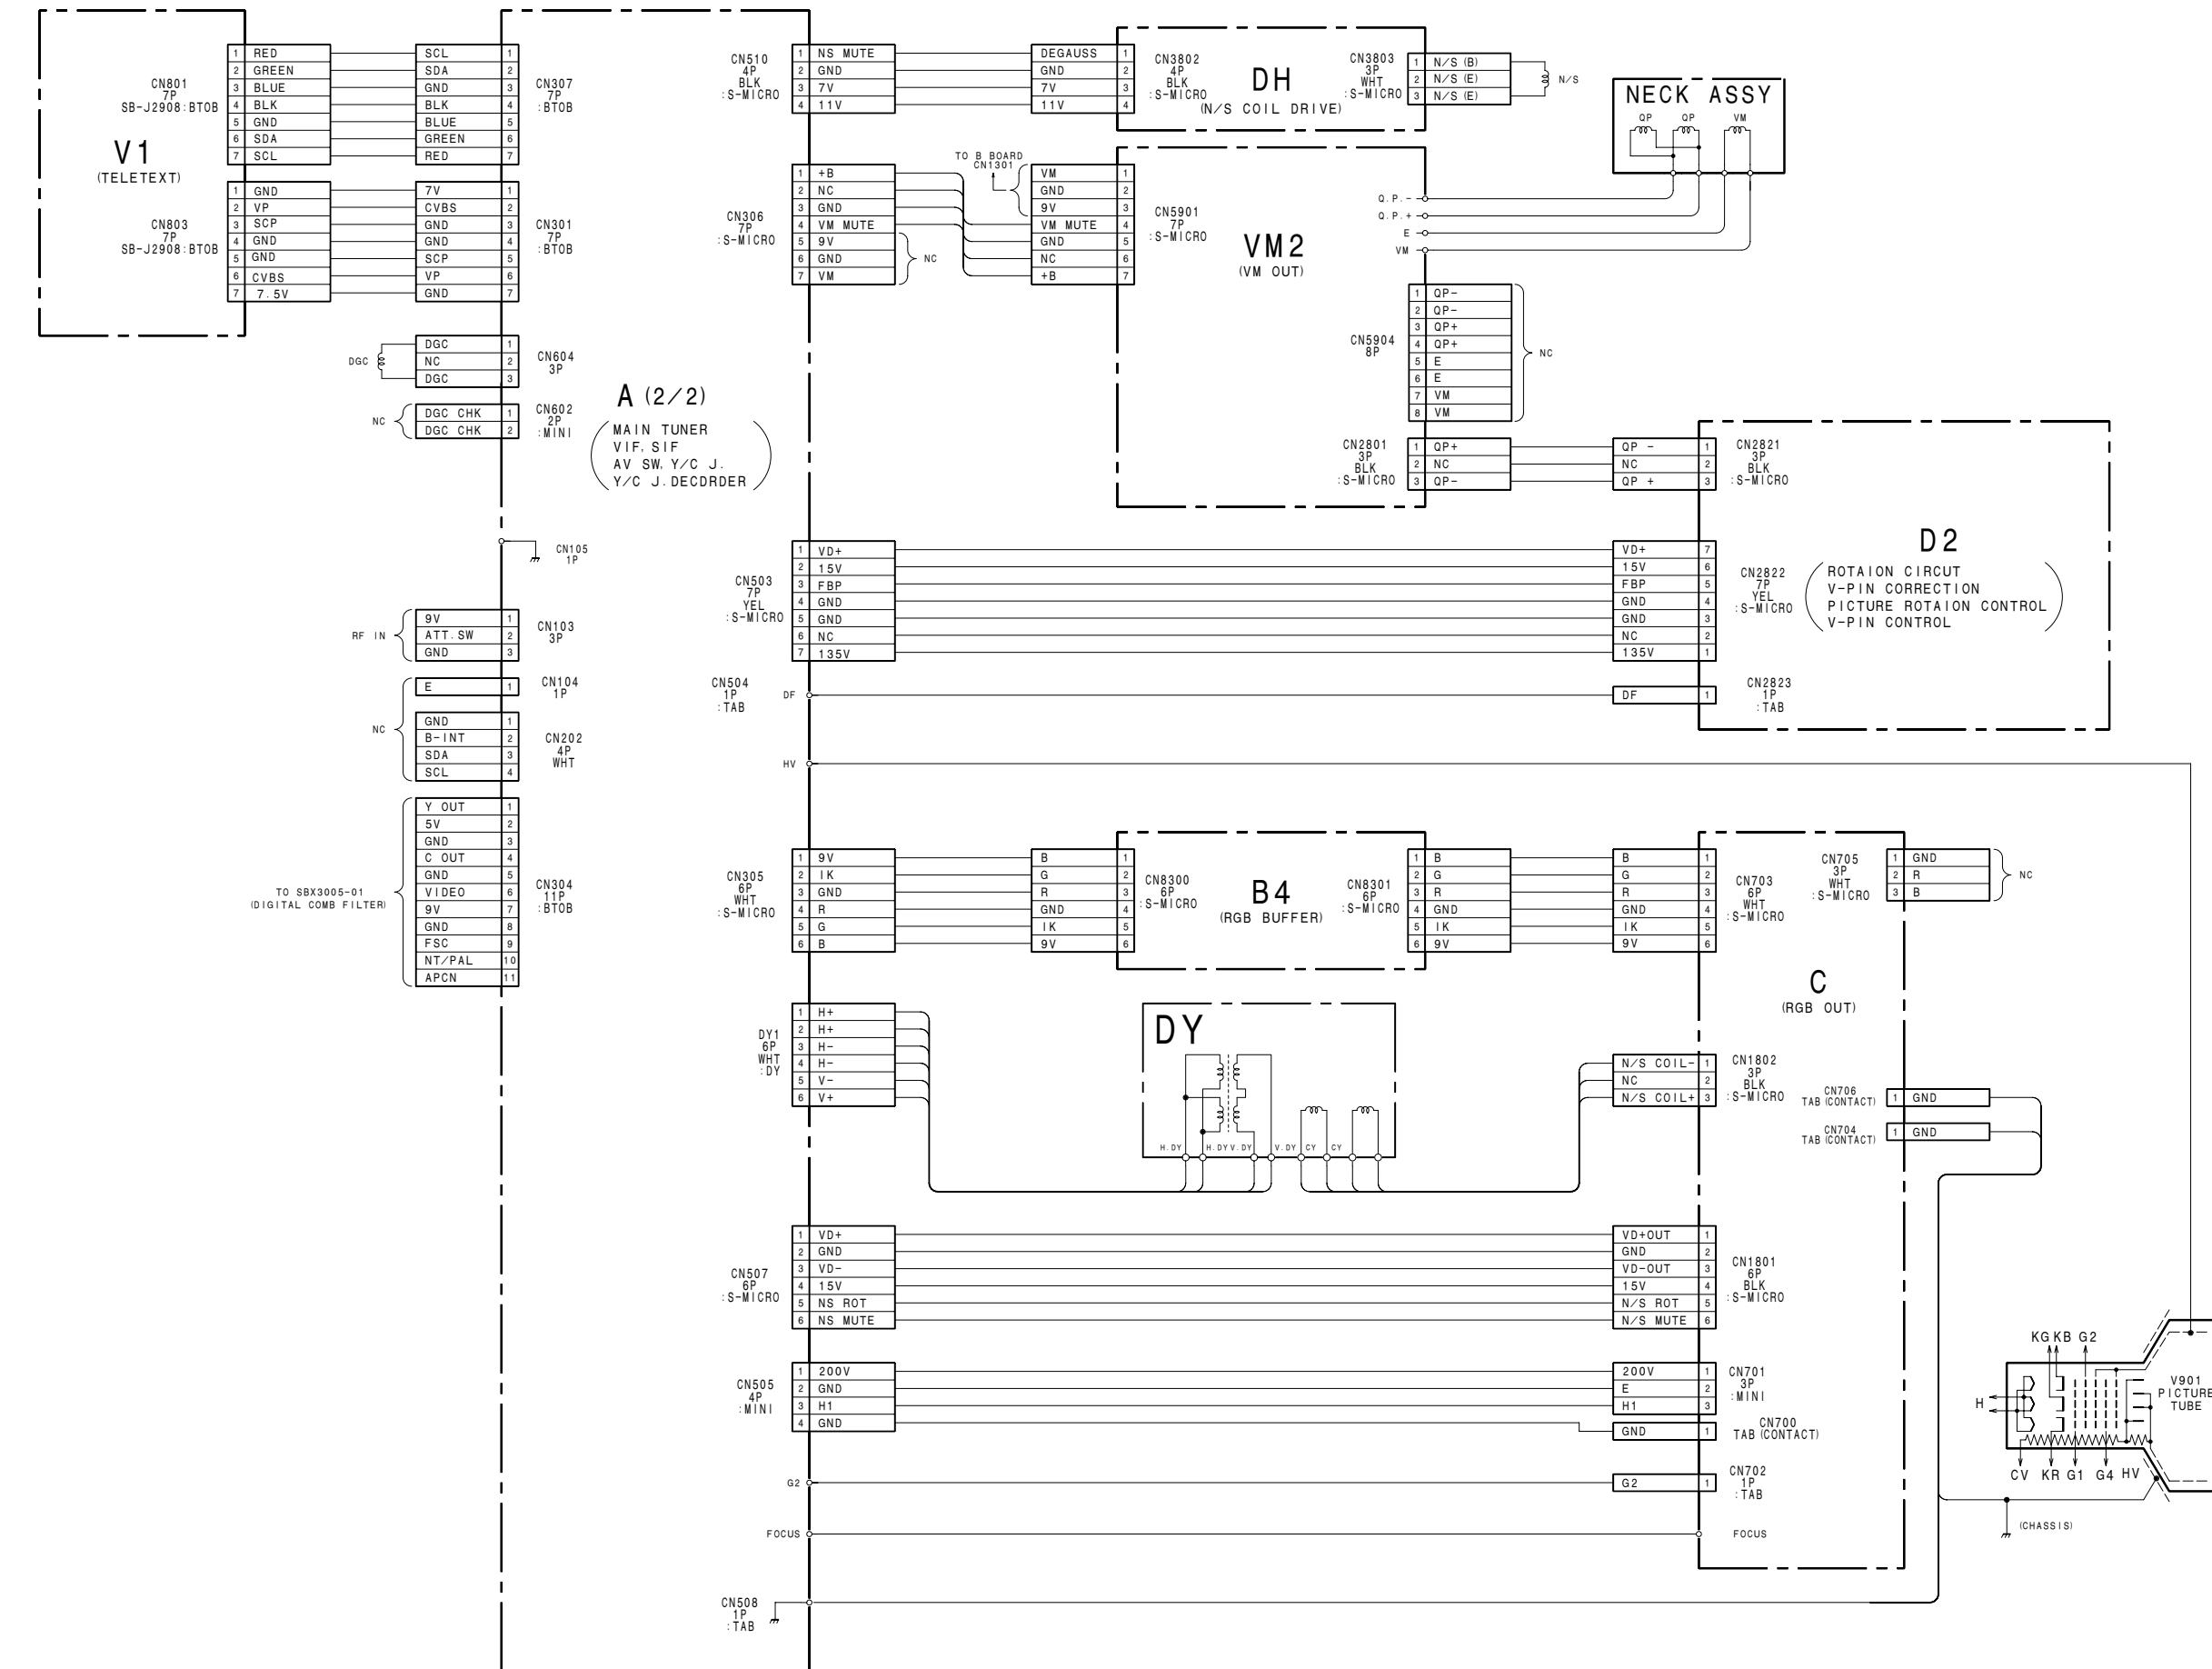 V1
(TELETEXT)
CN801
7P
SB-J2908:BTOB
1 RED
2 GREEN
3 BLUE
4 BLK
5 GND
6 SDA
7 SCL
CN803
7P
SB-J2908:BTOB
1 GND
2 VP
3 SCP
4 GND
5 GND
6 CVBS
7 7.5V
SCL 1
SDA 2
GND 3
BLK 4
BLUE 5
GREEN 6
RED 7
CN307
7P
:BTOB
7V 1
CVBS 2
GND 3
GND 4
SCP 5
VP 6
GND 7
CN301
7P
:BTOB
DGC
DGC 1
NC 2
DGC 3
CN604
3P
NC
DGC CHK 1
DGC CHK 2
CN602
2P
:MINI
A (2/2)
MAIN TUNER
VIF, SIF
AV SW, Y/C J.
Y/C J.DECDRDER
CN105
1P
RF IN
9V 1
ATT.SW 2
GND 3
CN103
3P
NC
E 1
CN104
1P
GND 1
B-INT 2
SDA 3
SCL 4
CN202
4P
WHT
TO SBX3005-01
(DIGITAL COMB FILTER)
Y OUT 1
5V 2
GND 3
C OUT 4
GND 5
VIDEO 6
9V 7
GND 8
FSC 9
NT/PAL 10
APCN 11
CN304
11P
:BTOB
CN510
4P
BLK
:S-MICRO
1 NS MUTE
2 GND
3 7V
4 11V
DEGAUSS 1
GND 2
7V 3
11V 4
CN3802
4P
BLK
:S-MICRO
DH
(N/S COIL DRIVE)
CN3803
3P
WHT
:S-MICRO
1 N/S (B)
2 N/S (E)
3 N/S (E)
N/S
NECK ASSY
QP QP VM
CN306
7P
:S-MICRO
1 +B
2 NC
3 GND
4 VM MUTE
5 9V
6 GND
7 VM
NC
TO B BOARD
CN1301
VM 1
GND 2
9V 3
VM MUTE 4
GND 5
NC 6
+B 7
CN5901
7P
:S-MICRO
VM2
(VM OUT)
Q.P.-
Q.P.+
E
VM
CN5904
8P
1 QP-
2 QP-
3 QP+
4 QP+
5 E
6 E
7 VM
8 VM
NC
CN2801
3P
BLK
:S-MICRO
1 QP+
2 NC
3 QP-
QP - 1
NC 2
QP + 3
CN2821
3P
BLK
:S-MICRO
D2
ROTAION CIRCUT
V-PIN CORRECTION
PICTURE ROTAION CONTROL
V-PIN CONTROL
CN503
7P
YEL
:S-MICRO
1 VD+
2 15V
3 FBP
4 GND
5 GND
6 NC
7 135V
VD+ 7
15V 6
FBP 5
GND 4
GND 3
NC 2
135V 1
CN2822
7P
YEL
:S-MICRO
CN504
1P
:TAB
DF
DF 1
CN2823
1P
:TAB
HV
CN305
6P
WHT
:S-MICRO
1 9V
2 IK
3 GND
4 R
5 G
6 B
B 1
G 2
R 3
GND 4
IK 5
9V 6
CN8300
6P
:S-MICRO
B4
(RGB BUFFER)
CN8301
6P
:S-MICRO
1 B
2 G
3 R
4 GND
5 IK
6 9V
B 1
G 2
R 3
GND 4
IK 5
9V 6
CN703
6P
WHT
:S-MICRO
CN705
3P
WHT
:S-MICRO
1 GND
2 R
3 B
NC
C
(RGB OUT)
DY1
6P
WHT
:DY
1 H+
2 H+
3 H-
4 H-
5 V-
6 V+
DY
H.DY H.DY V.DY V.DY CY CY
N/S COIL- 1
NC 2
N/S COIL+ 3
CN1802
3P
BLK
:S-MICRO
CN706
TAB (CONTACT)
1 GND
CN704
TAB (CONTACT)
1 GND
CN507
6P
:S-MICRO
1 VD+
2 GND
3 VD-
4 15V
5 NS ROT
6 NS MUTE
VD+OUT 1
GND 2
VD-OUT 3
15V 4
N/S ROT 5
N/S MUTE 6
CN1801
6P
BLK
:S-MICRO
CN505
4P
:MINI
1 200V
2 GND
3 H1
4 GND
200V 1
E 2
H1 3
CN701
3P
:MINI
GND 1
CN700
TAB (CONTACT)
G2
G2 1
CN702
1P
:TAB
FOCUS
FOCUS
CN508
1P
:TAB
KG KB G2
H
V901
PICTURE
TUBE
CV KR G1 G4 HV
(CHASSIS)